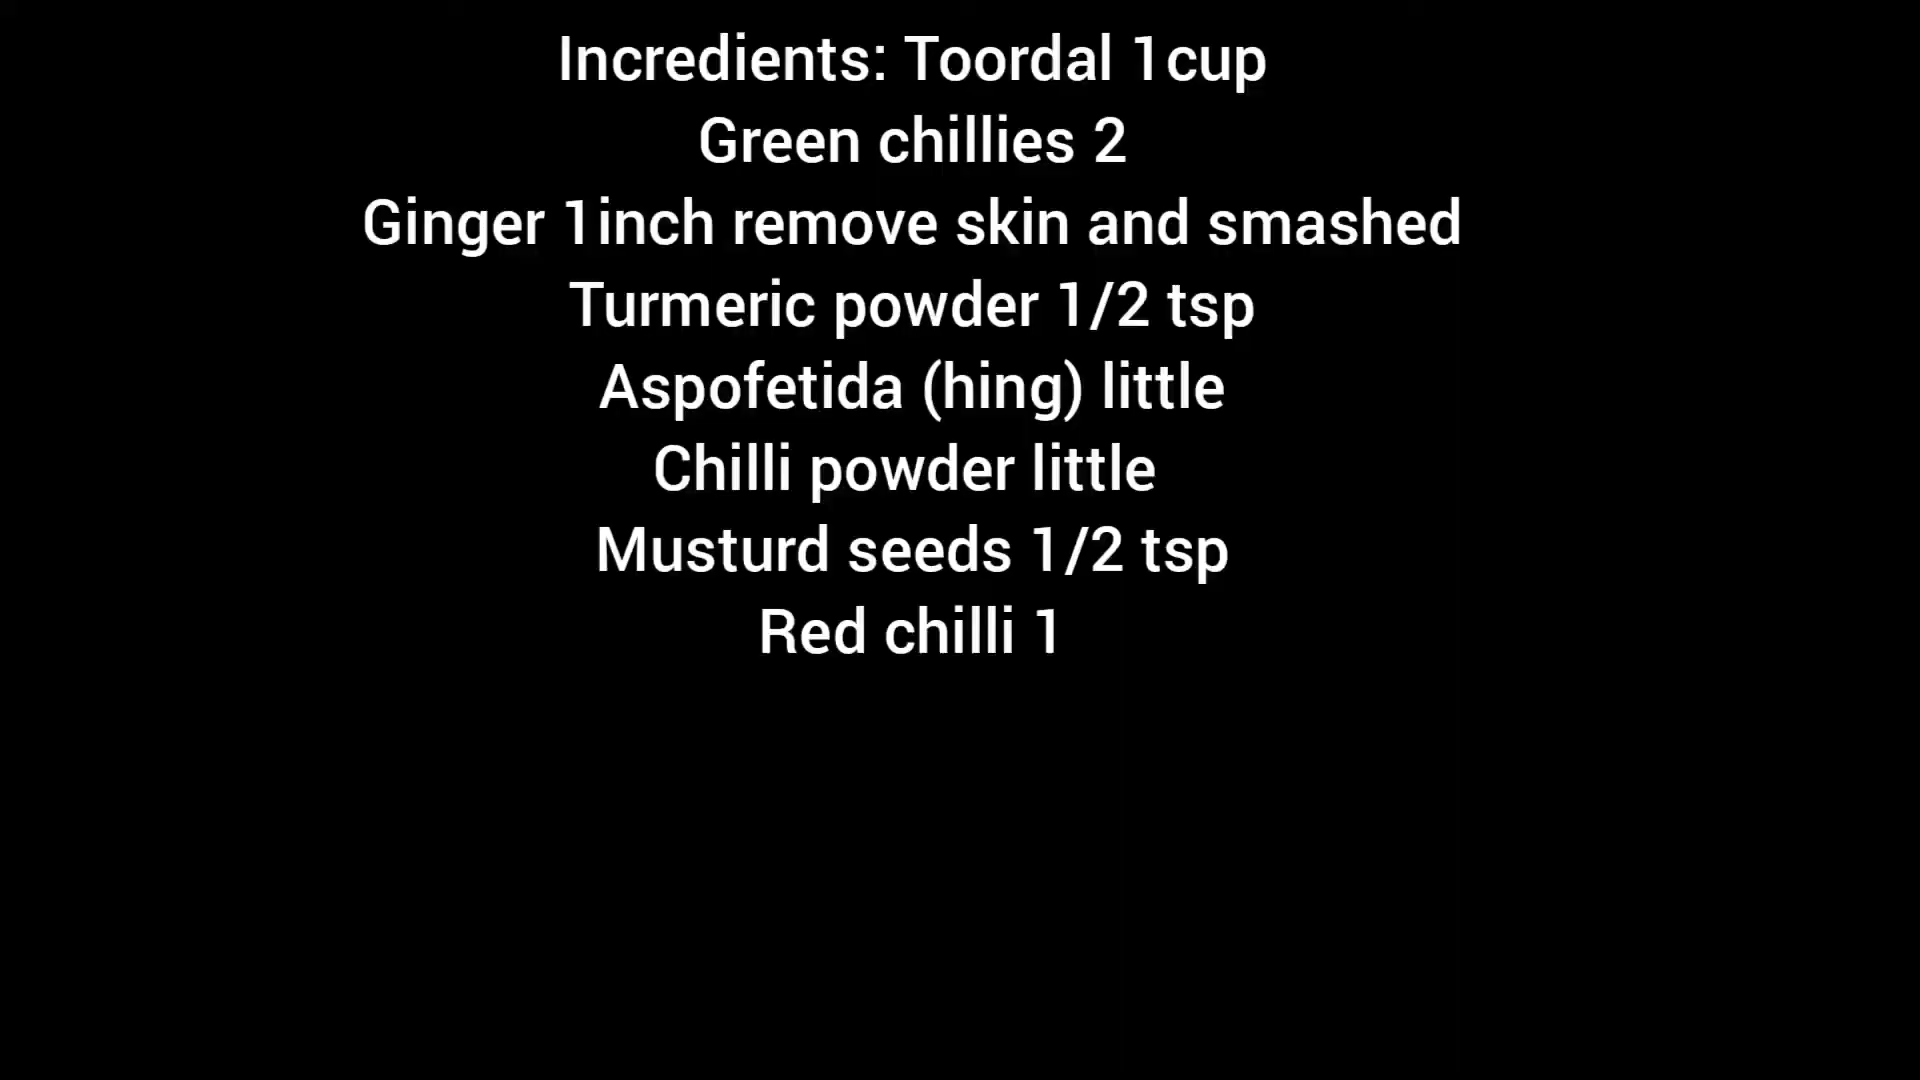 Incredients: Toordal 1cup
Green chillies 2
Ginger 1inch remove skin and smashed
Turmeric powder 1/2 tsp
Aspofetida (hing) little
Chilli powder little
Musturd seeds 1/2 tsp
Red chilli 1